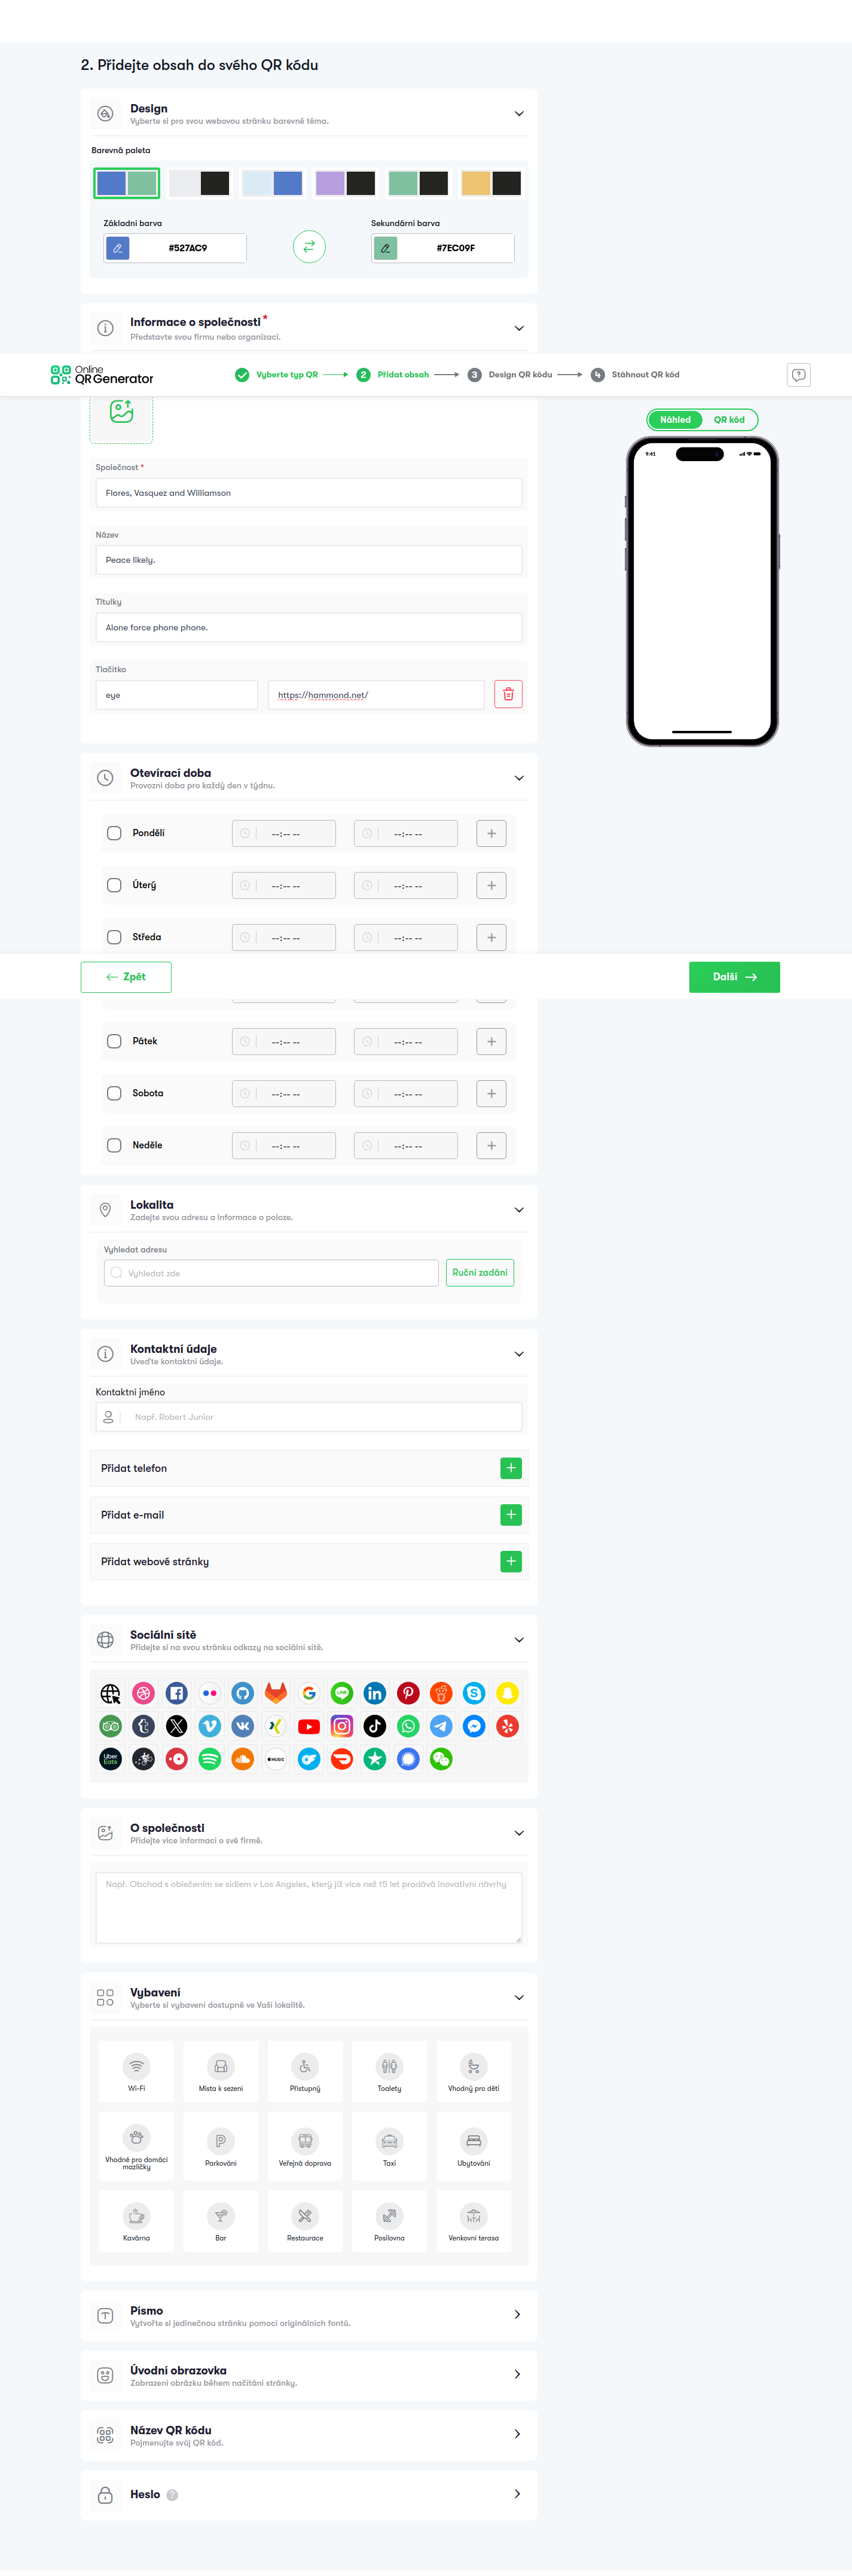 2. Přidejte obsah do svého QR kódu
Design
Vyberte si pro svou webovou stránku barevné téma.
Barevná paleta
Základní barva
Sekundární barva
#527AC9
#7EC09F
Informace o společnosti *
Představte svou firmu nebo organizaci.
Online
QR Generator
Vyberte typ QR
2 Přidat obsah
3 Design QR kódu
4 Stáhnout QR kód
Náhled
QR kód
9:41
Společnost *
Flores, Vasquez and Williamson
Název
Peace likely.
Titulky
Alone force phone phone.
Tlačítko
eye
https://hammond.net/
Otevírací doba
Provozní doba pro každý den v týdnu.
Pondělí --:-- -- --:-- --
Úterý --:-- -- --:-- --
Středa --:-- -- --:-- --
Zpět
Další
Pátek --:-- -- --:-- --
Sobota --:-- -- --:-- --
Neděle --:-- -- --:-- --
Lokalita
Zadejte svou adresu a informace o poloze.
Vyhledat adresu
Vyhledat zde
Ruční zadání
Kontaktní údaje
Uveďte kontaktní údaje.
Kontaktní jméno
Např. Robert Junior
Přidat telefon
Přidat e-mail
Přidat webové stránky
Sociální sítě
Přidejte si na svou stránku odkazy na sociální sítě.
LINE
Uber
Eats
MUSIC
O společnosti
Přidejte více informací o své firmě.
Např. Obchod s oblečením se sídlem v Los Angeles, který již více než 15 let prodává inovativní návrhy
Vybavení
Vyberte si vybavení dostupné ve Vaší lokalitě.
Wi-Fi
Místa k sezení
Přístupný
Toalety
Vhodný pro děti
Vhodné pro domácí
mazlíčky
Parkování
Veřejná doprava
Taxi
Ubytování
Kavárna
Bar
Restaurace
Posilovna
Venkovní terasa
Písmo
Vytvořte si jedinečnou stránku pomocí originálních fontů.
Úvodní obrazovka
Zobrazení obrázku během načítání stránky.
Název QR kódu
Pojmenujte svůj QR kód.
Heslo ?